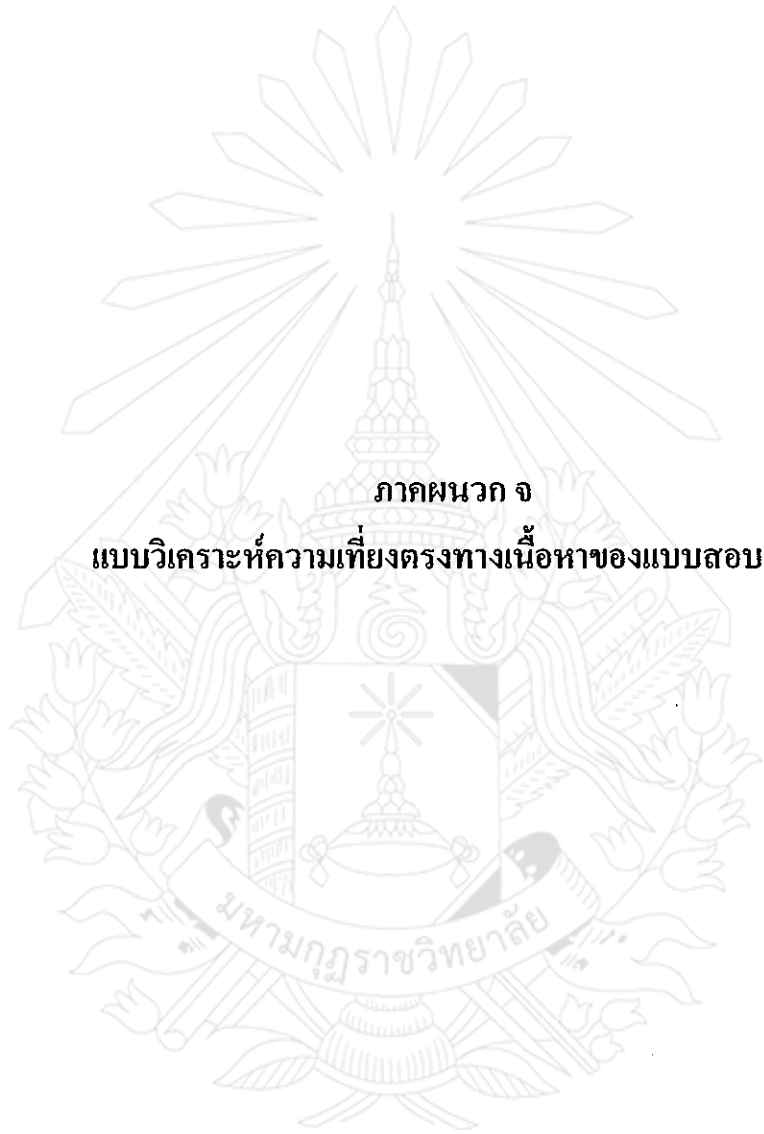 ภาคผนวก จ
แบบวิเคราะห์ความเที่ยงตรงทางเนื้อหาของแบบสอบ
มหามกุฏราชวิทยาลัย